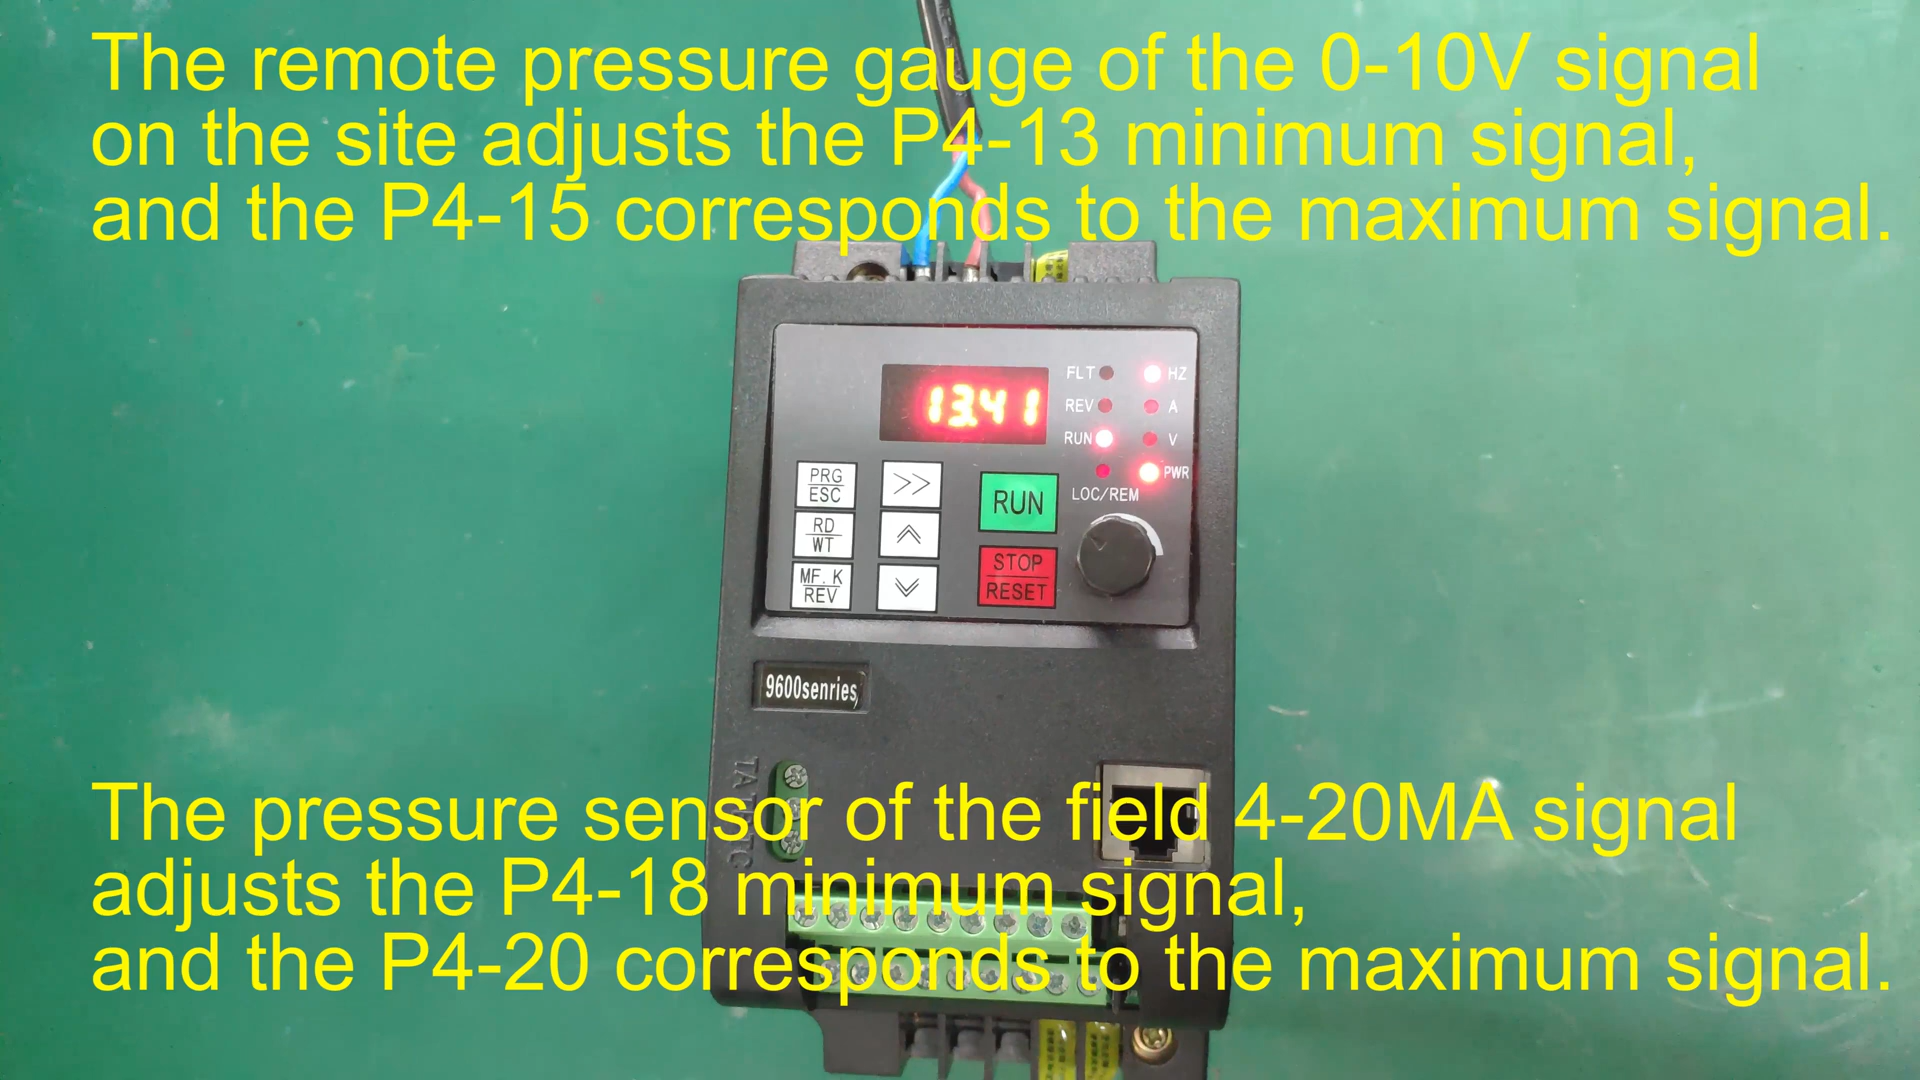 The remote pressure gauge of the 0-10V signal
on the site adjusts the P4-13 minimum signal,
and the P4-15 corresponds to the maximum signal.
13.41
FLT
HZ
REV
A
RUN
V
PWR
LOC/REM
PRG
ESC
>>
RUN
RD
WT
STOP
RESET
MF. K
REV
9600senries
The pressure sensor of the field 4-20MA signal
adjusts the P4-18 minimum signal,
and the P4-20 corresponds to the maximum signal.